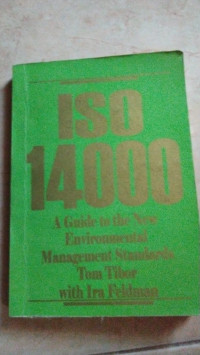 ISO
14000
A Guide to the New
Environmental
Management Standards
Tom Tibor
with Ira Feldman